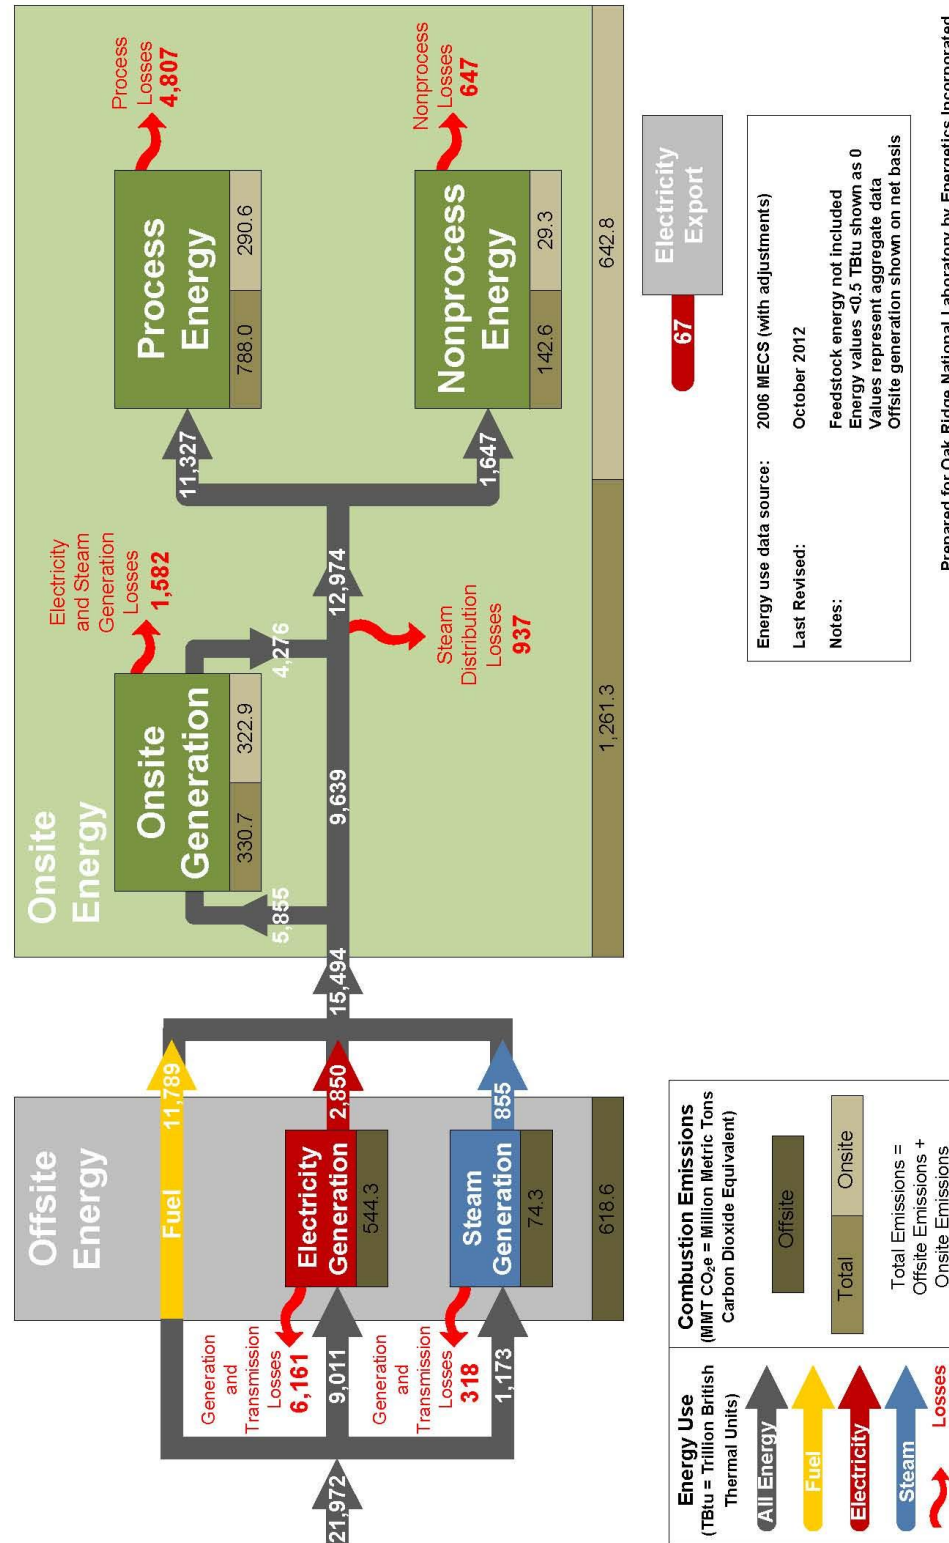 Offsite
Energy
Onsite
Energy
21,972
Fuel
11,789
Generation
and
Transmission
Losses
6,161
9,011
Electricity
Generation
544.3
2,850
Generation
and
Transmission
Losses
318
1,173
Steam
Generation
74.3
855
618.6
15,494
5,855
Onsite
Generation
330.7
322.9
Electricity
and Steam
Generation
Losses
1,582
4,276
9,639
12,974
Steam
Distribution
Losses
937
11,327
Process
Energy
788.0
290.6
Process
Losses
4,807
1,647
Nonprocess
Energy
142.6
29.3
Nonprocess
Losses
647
1,261.3
642.8
Energy Use
(TBtu = Trillion British
Thermal Units)
All Energy
Fuel
Electricity
Steam
Losses
Combustion Emissions
(MMT CO₂e = Million Metric Tons
Carbon Dioxide Equivalent)
Offsite
Total
Onsite
Total Emissions =
Offsite Emissions +
Onsite Emissions
67
Electricity
Export
Energy use data source: 2006 MECS (with adjustments)
Last Revised: October 2012
Notes: Feedstock energy not included
Energy values <0.5 TBtu shown as 0
Values represent aggregate data
Offsite generation shown on net basis
Prepared for Oak Ridge National Laboratory by Energetics Incorporated